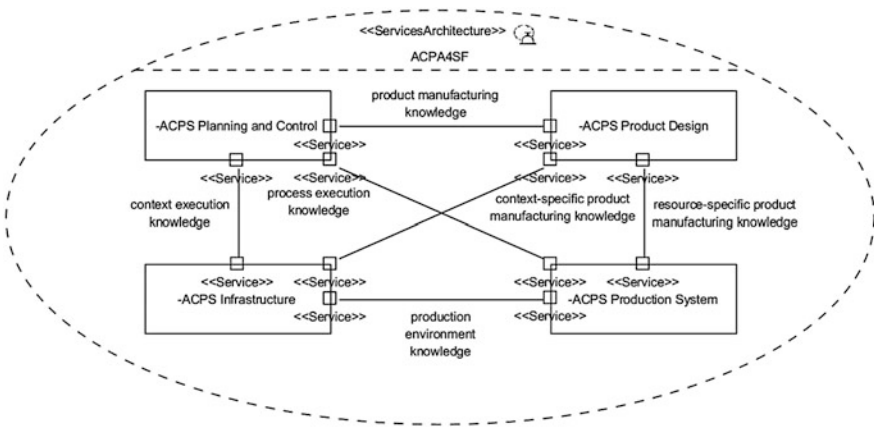 <<ServicesArchitecture>>
ACPA4SF
product manufacturing
knowledge
-ACPS Planning and Control
-ACPS Product Design
<<Service>>
<<Service>>
<<Service>>
<<Service>>
<<Service>>
<<Service>>
process execution
knowledge
context execution
knowledge
context-specific product
manufacturing knowledge
resource-specific product
manufacturing knowledge
<<Service>>
<<Service>>
<<Service>>
<<Service>>
-ACPS Infrastructure
-ACPS Production System
<<Service>>
<<Service>>
production
environment
knowledge